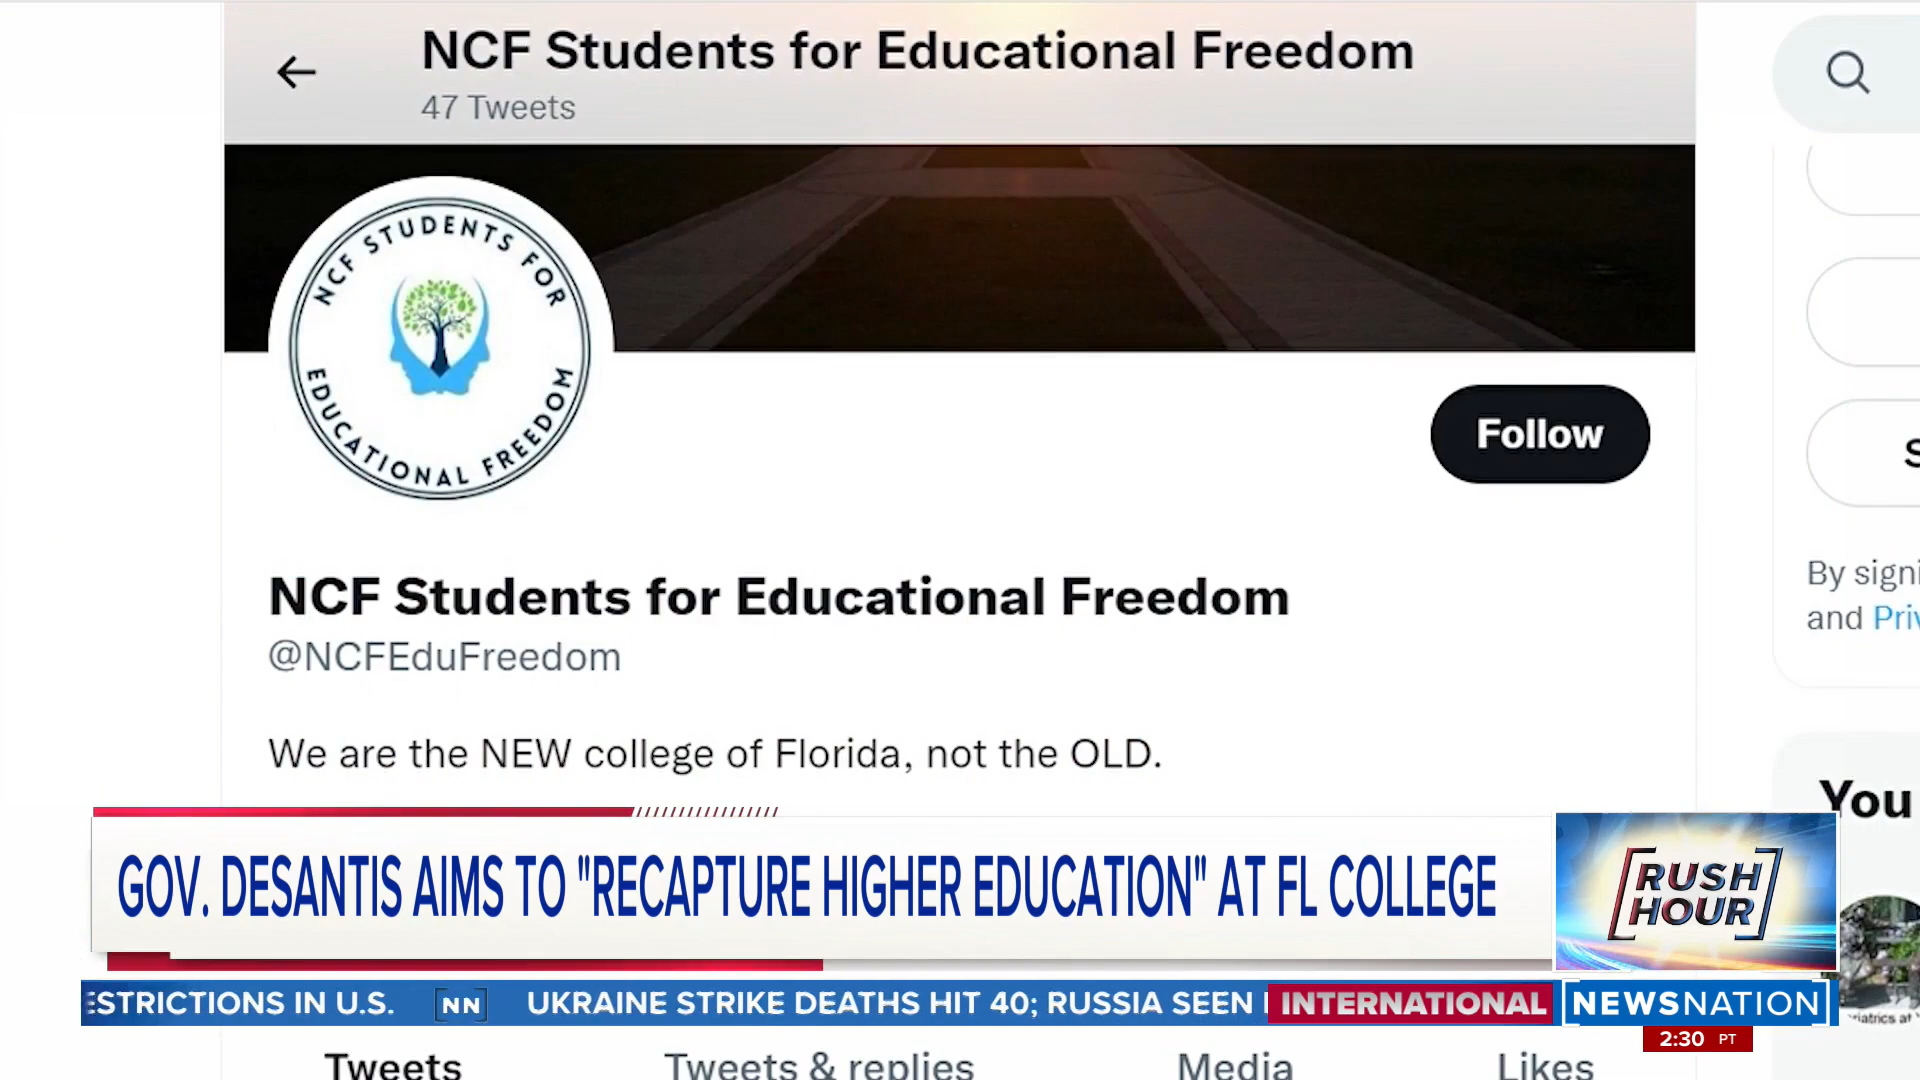 NCF Students for Educational Freedom
47 Tweets
NCF STUDENTS FOR
EDUCATIONAL FREEDOM
Follow
NCF Students for Educational Freedom
@NCFEduFreedom
We are the NEW college of Florida, not the OLD.
S
By signi
and Priv
You
GOV. DESANTIS AIMS TO "RECAPTURE HIGHER EDUCATION" AT FL COLLEGE
RUSH
HOUR
ESTRICTIONS IN U.S. NN UKRAINE STRIKE DEATHS HIT 40; RUSSIA SEEN INTERNATIONAL NEWSNATION
2:30 PT
Tweets Tweets & replies Media Likes